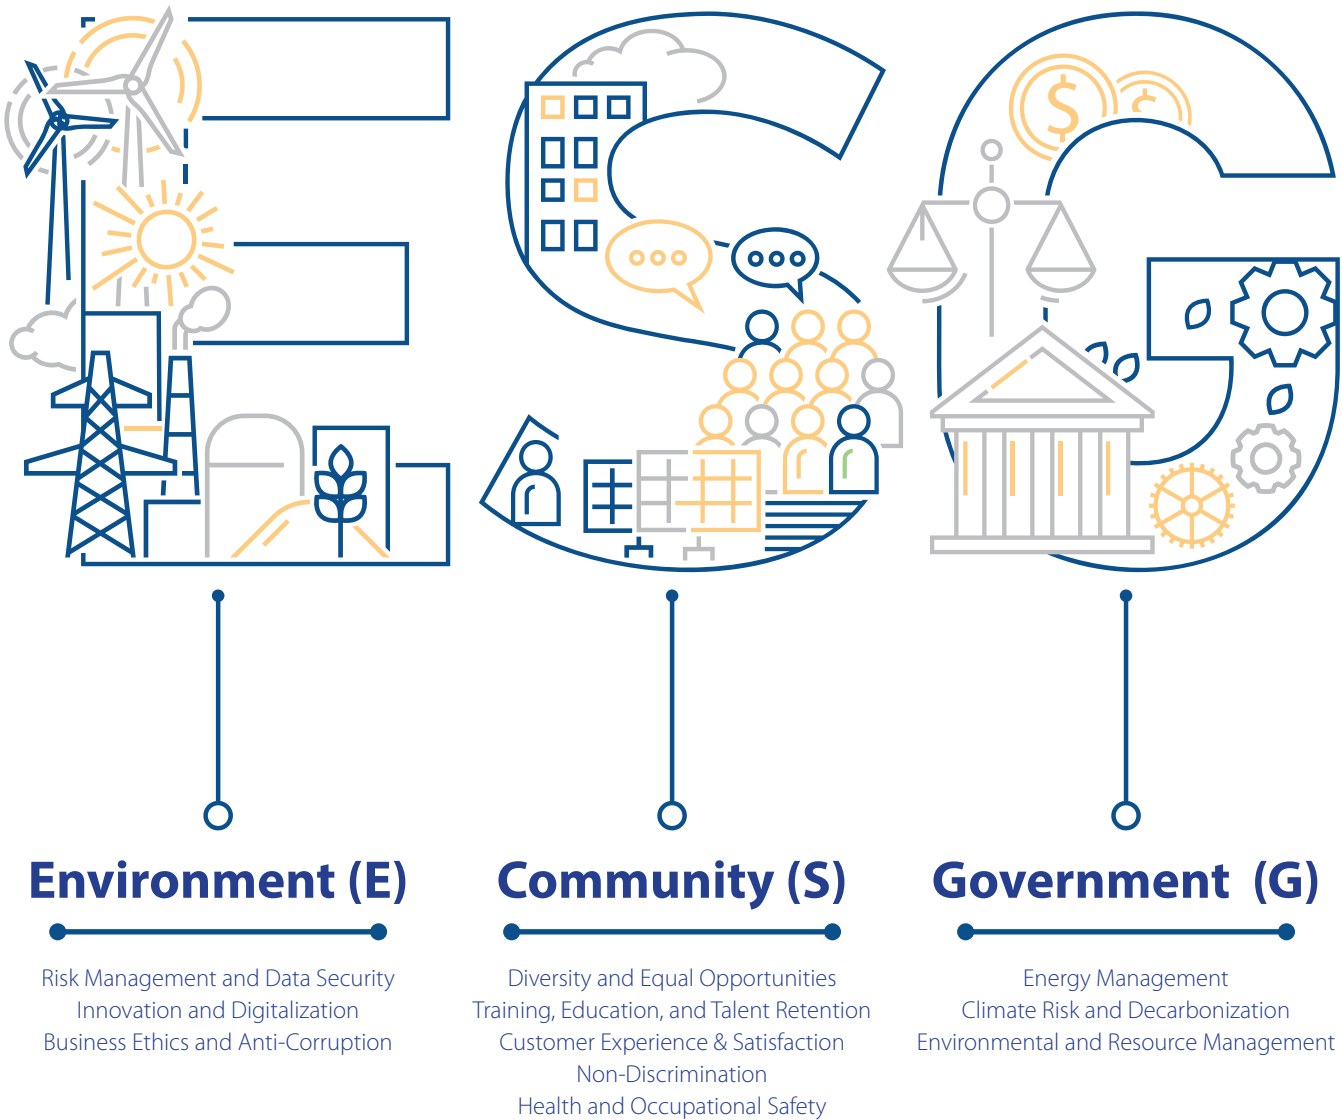 Environment (E)
Risk Management and Data Security
Innovation and Digitalization
Business Ethics and Anti-Corruption
Community (S)
Diversity and Equal Opportunities
Training, Education, and Talent Retention
Customer Experience & Satisfaction
Non-Discrimination
Health and Occupational Safety
Government (G)
Energy Management
Climate Risk and Decarbonization
Environmental and Resource Management